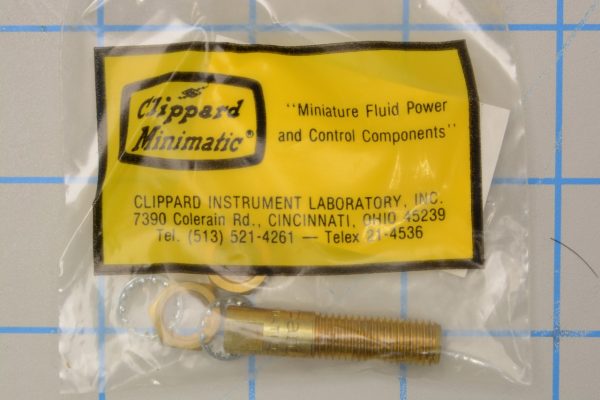 Clippard
Minimatic®
"Miniature Fluid Power
and Control Components"
CLIPPARD INSTRUMENT LABORATORY, INC.
7390 Colerain Rd., CINCINNATI, OHIO 45239
Tel. (513) 521-4261 — Telex 21-4536